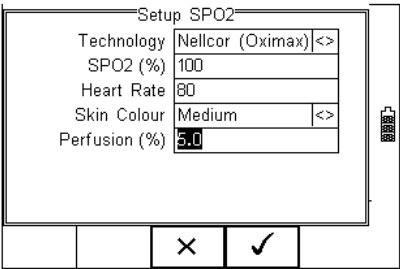 Setup SPO2
Technology Nellcor (Oximax) <>
SPO2 (%) 100
Heart Rate 80
Skin Colour Medium <>
Perfusion (%) 5.0